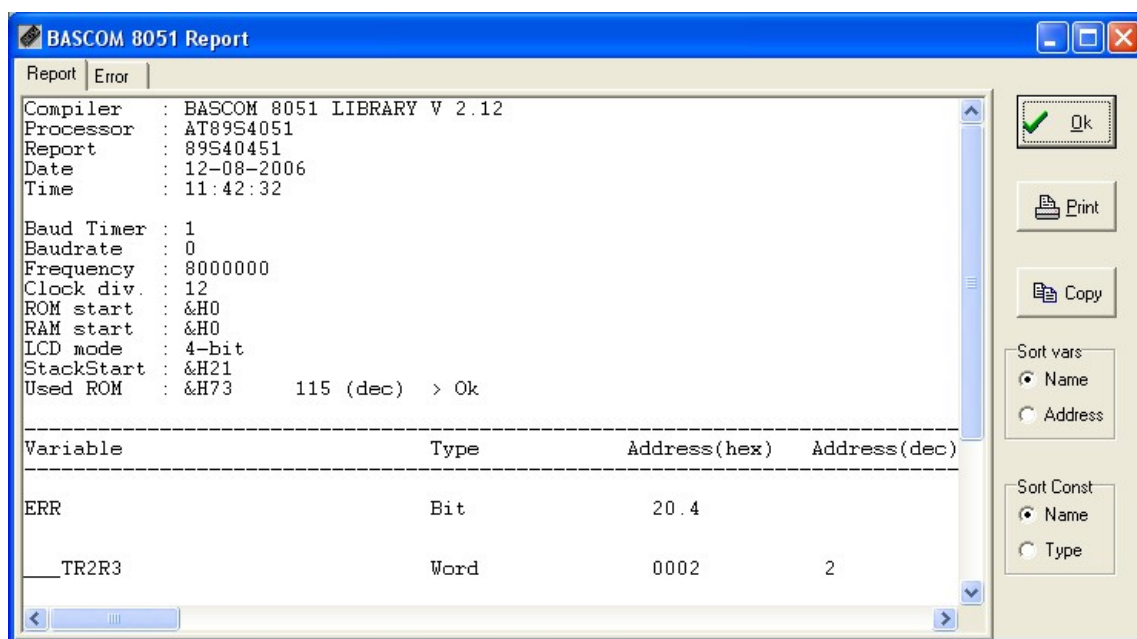 BASCOM 8051 Report
Report Error
Compiler : BASCOM 8051 LIBRARY V 2.12
Processor : AT89S4051
Report : 89S40451
Date : 12-08-2006
Time : 11:42:32
Baud Timer : 1
Baudrate : 0
Frequency : 8000000
Clock div. : 12
ROM start : &H0
RAM start : &H0
LCD mode : 4-bit
StackStart : &H21
Used ROM : &H73 115 (dec) > Ok
Variable Type Address(hex) Address(dec)
ERR Bit 20.4
___TR2R3 Word 0002 2
Ok
Print
Copy
Sort vars
Name
Address
Sort Const
Name
Type